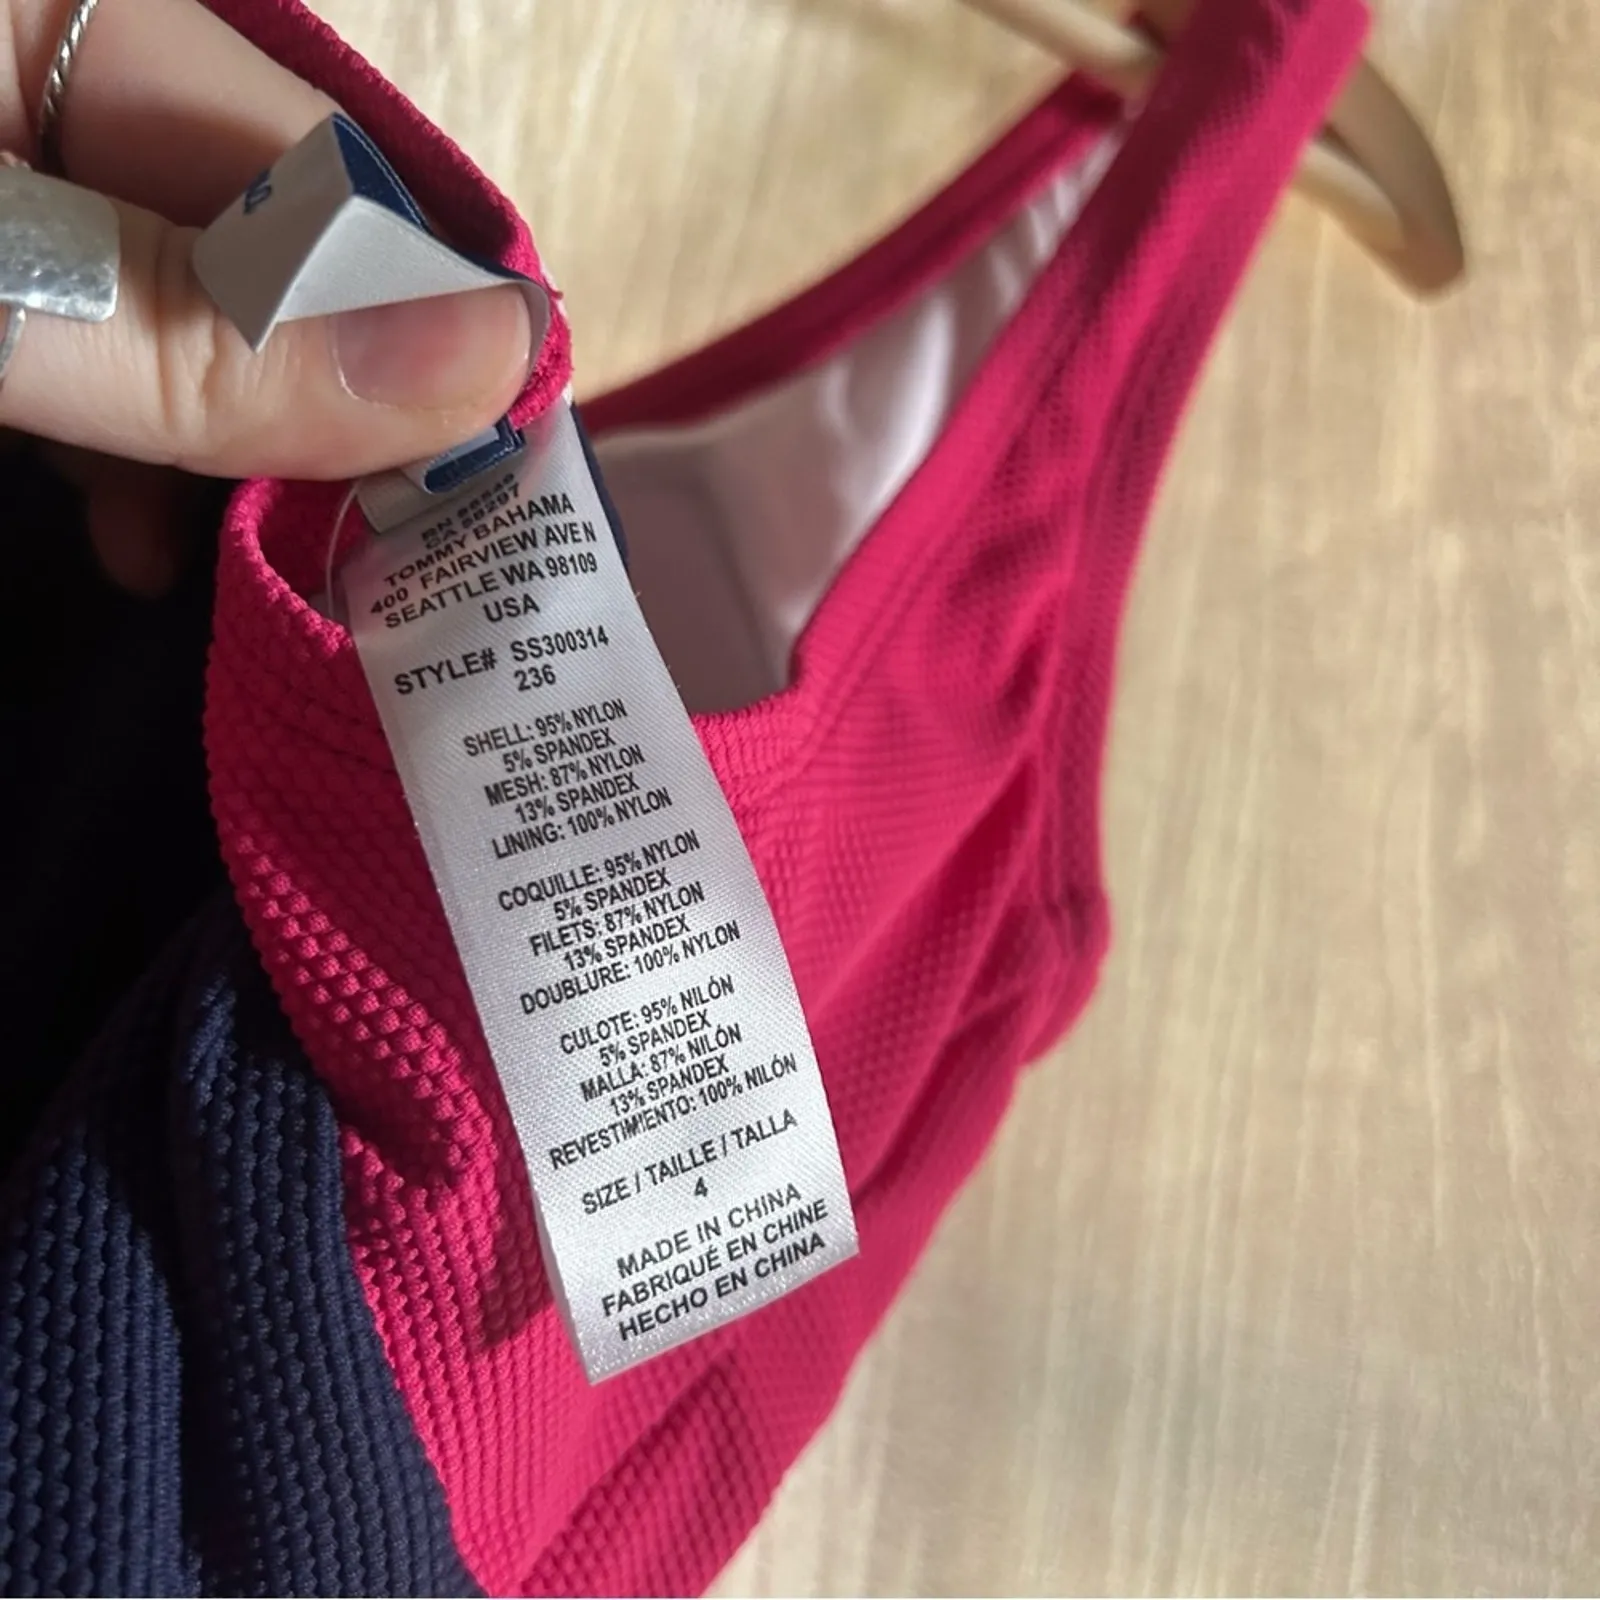 TOMMY BAHAMA
400 FAIRVIEW AVE N
SEATTLE WA 98109
USA
STYLE# SS300314
236
SHELL: 95% NYLON
5% SPANDEX
MESH: 87% NYLON
13% SPANDEX
LINING: 100% NYLON
COQUILLE: 95% NYLON
5% SPANDEX
FILETS: 87% NYLON
13% SPANDEX
DOUBLURE: 100% NYLON
CULOTE: 95% NILÓN
5% SPANDEX
MALLA: 87% NILÓN
13% SPANDEX
REVESTIMIENTO: 100% NILÓN
SIZE / TAILLE / TALLA
4
MADE IN CHINA
FABRIQUÉ EN CHINE
HECHO EN CHINA